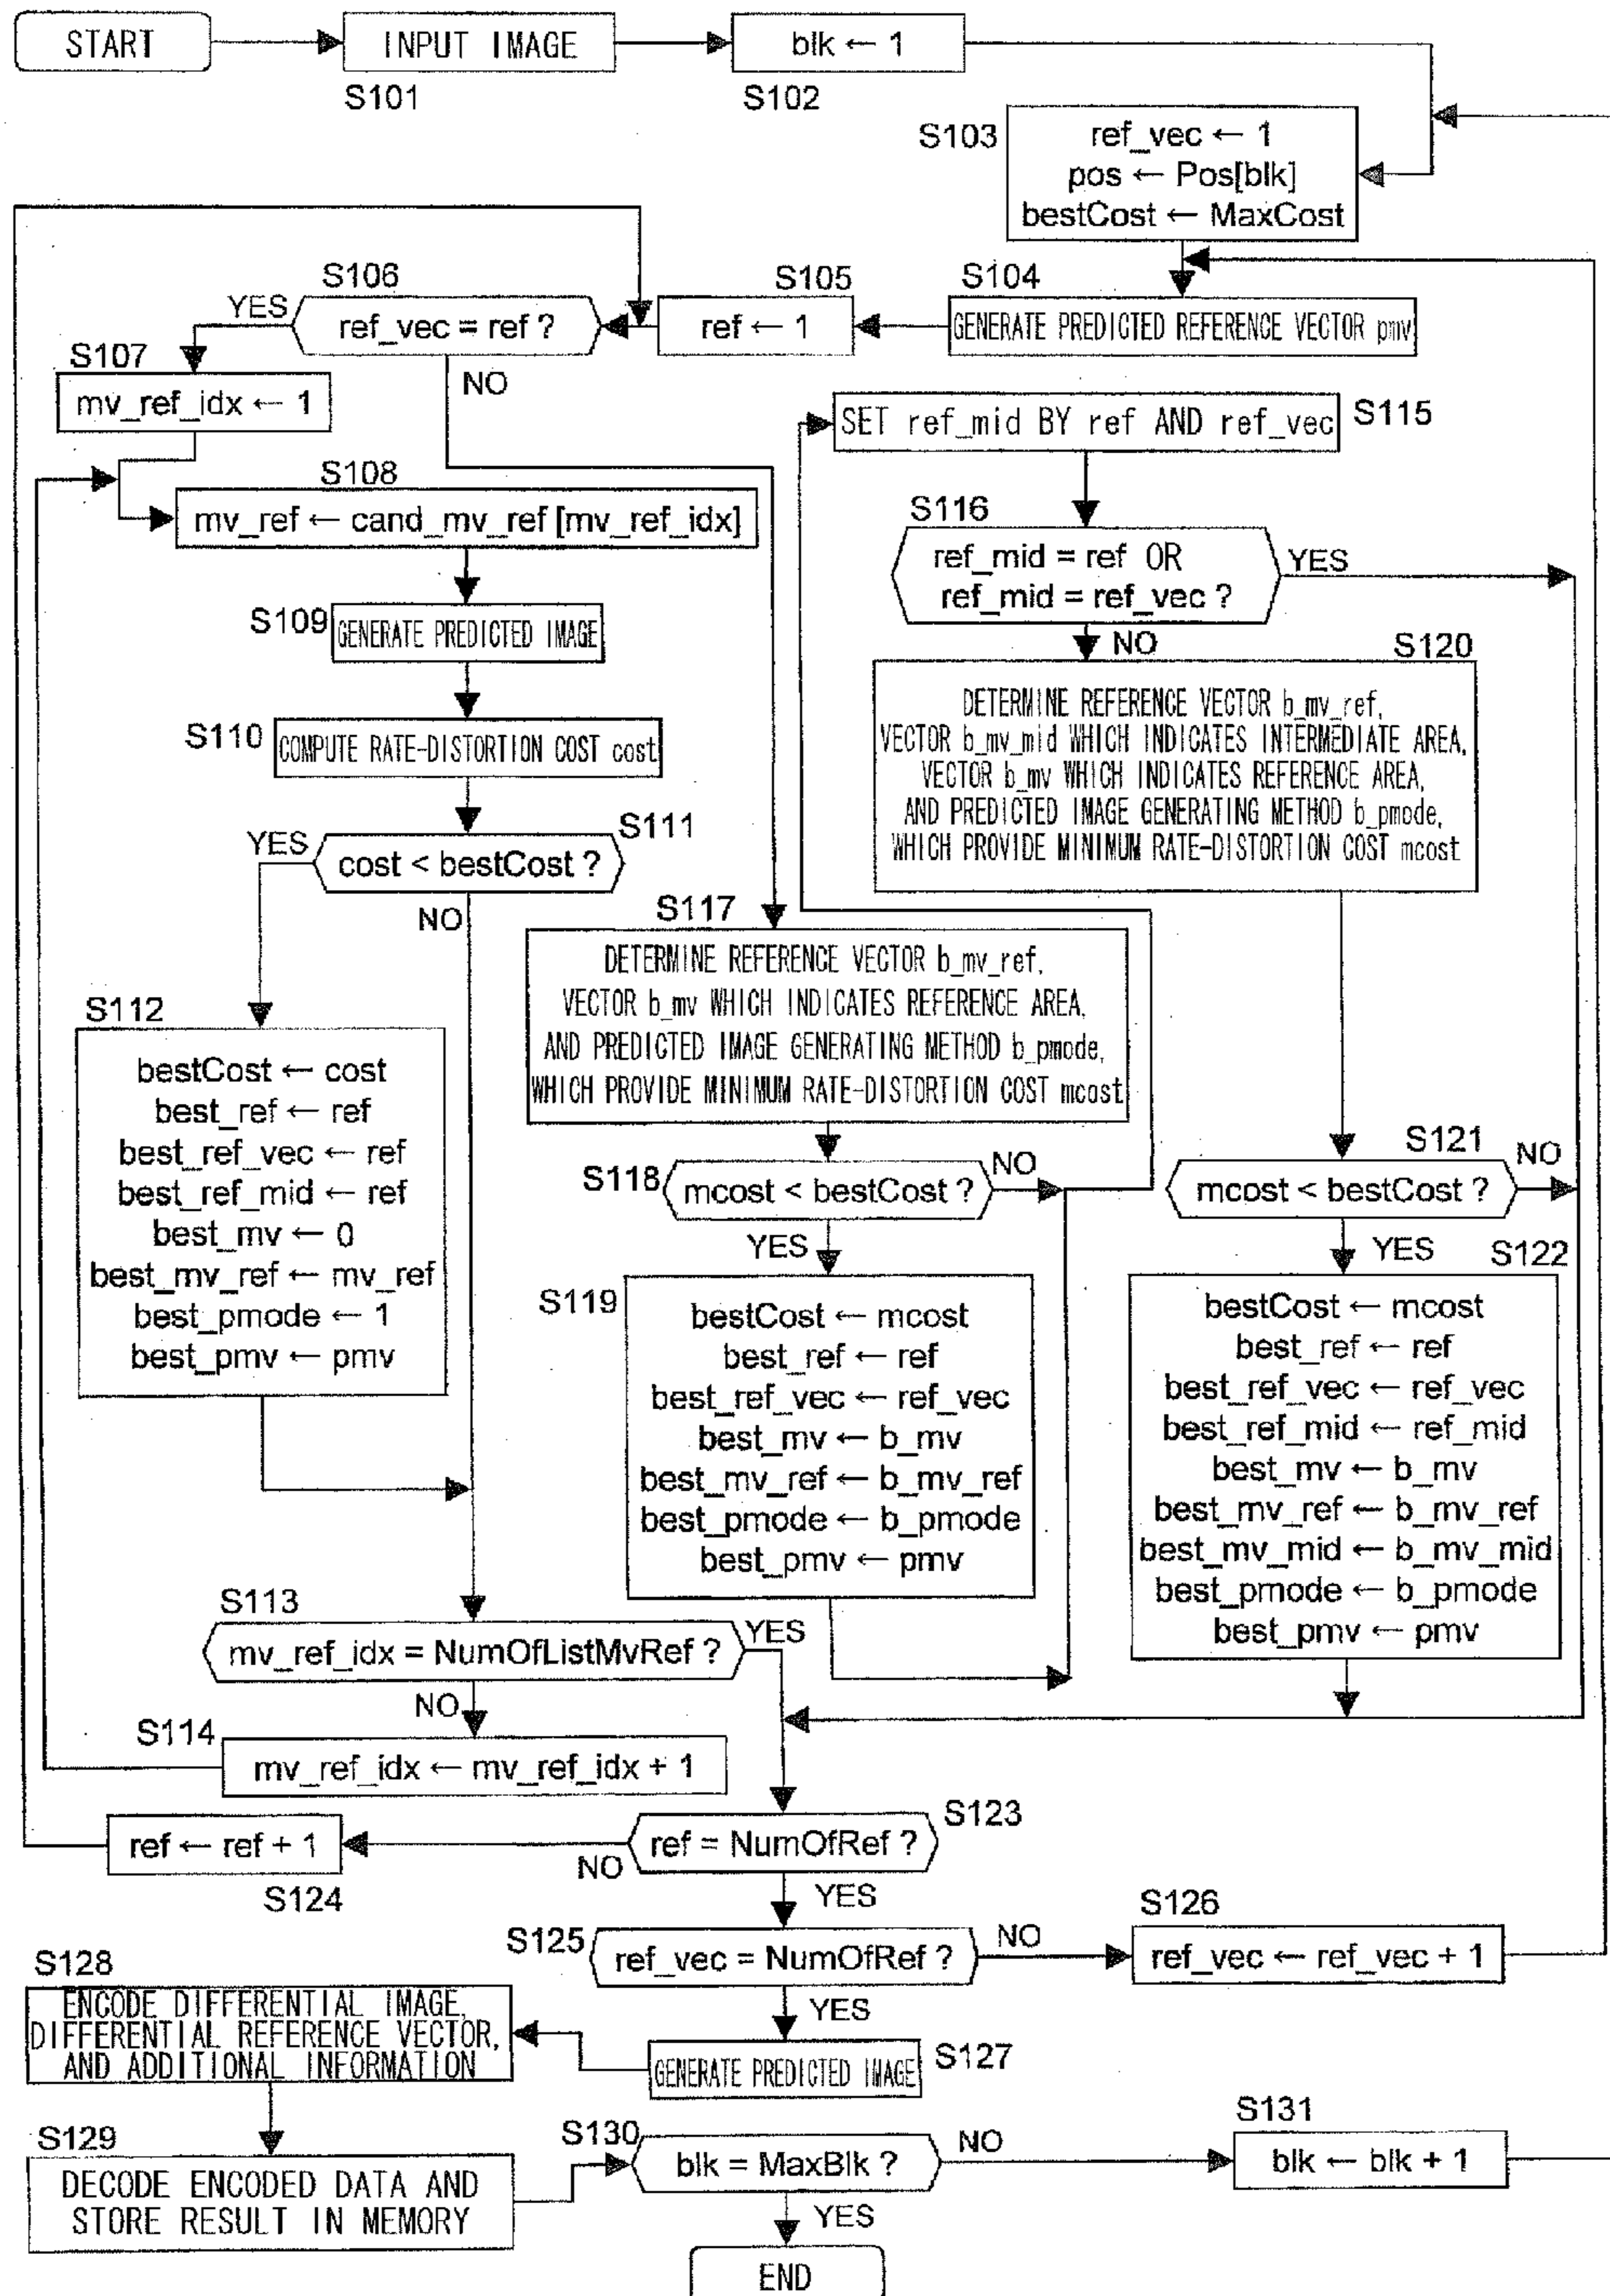 START
INPUT IMAGE
S101
blk ← 1
S102
S103
ref_vec ← 1
pos ← Pos[blk]
bestCost ← MaxCost
S104
GENERATE PREDICTED REFERENCE VECTOR pmv
S105
ref ← 1
S106
ref_vec = ref ?
YES
NO
S107
mv_ref_idx ← 1
S108
mv_ref ← cand_mv_ref [mv_ref_idx]
S109
GENERATE PREDICTED IMAGE
S110
COMPUTE RATE-DISTORTION COST cost
S111
cost < bestCost ?
YES
NO
S112
bestCost ← cost
best_ref ← ref
best_ref_vec ← ref
best_ref_mid ← ref
best_mv ← 0
best_mv_ref ← mv_ref
best_pmode ← 1
best_pmv ← pmv
S113
mv_ref_idx = NumOfListMvRef ?
YES
NO
S114
mv_ref_idx ← mv_ref_idx + 1
SET ref_mid BY ref AND ref_vec
S115
S116
ref_mid = ref OR
ref_mid = ref_vec ?
YES
NO
S117
DETERMINE REFERENCE VECTOR b_mv_ref,
VECTOR b_mv WHICH INDICATES REFERENCE AREA,
AND PREDICTED IMAGE GENERATING METHOD b_pmode,
WHICH PROVIDE MINIMUM RATE-DISTORTION COST mcost
S118
mcost < bestCost ?
NO
YES
S119
bestCost ← mcost
best_ref ← ref
best_ref_vec ← ref_vec
best_mv ← b_mv
best_mv_ref ← b_mv_ref
best_pmode ← b_pmode
best_pmv ← pmv
S120
DETERMINE REFERENCE VECTOR b_mv_ref,
VECTOR b_mv_mid WHICH INDICATES INTERMEDIATE AREA,
VECTOR b_mv WHICH INDICATES REFERENCE AREA,
AND PREDICTED IMAGE GENERATING METHOD b_pmode,
WHICH PROVIDE MINIMUM RATE-DISTORTION COST mcost
S121
mcost < bestCost ?
NO
YES
S122
bestCost ← mcost
best_ref ← ref
best_ref_vec ← ref_vec
best_ref_mid ← ref_mid
best_mv ← b_mv
best_mv_ref ← b_mv_ref
best_mv_mid ← b_mv_mid
best_pmode ← b_pmode
best_pmv ← pmv
S123
ref = NumOfRef ?
NO
YES
ref ← ref + 1
S124
S125
ref_vec = NumOfRef ?
NO
YES
S126
ref_vec ← ref_vec + 1
GENERATE PREDICTED IMAGE
S127
S128
ENCODE DIFFERENTIAL IMAGE,
DIFFERENTIAL REFERENCE VECTOR,
AND ADDITIONAL INFORMATION
S129
DECODE ENCODED DATA AND
STORE RESULT IN MEMORY
S130
blk = MaxBlk ?
NO
YES
S131
blk ← blk + 1
END